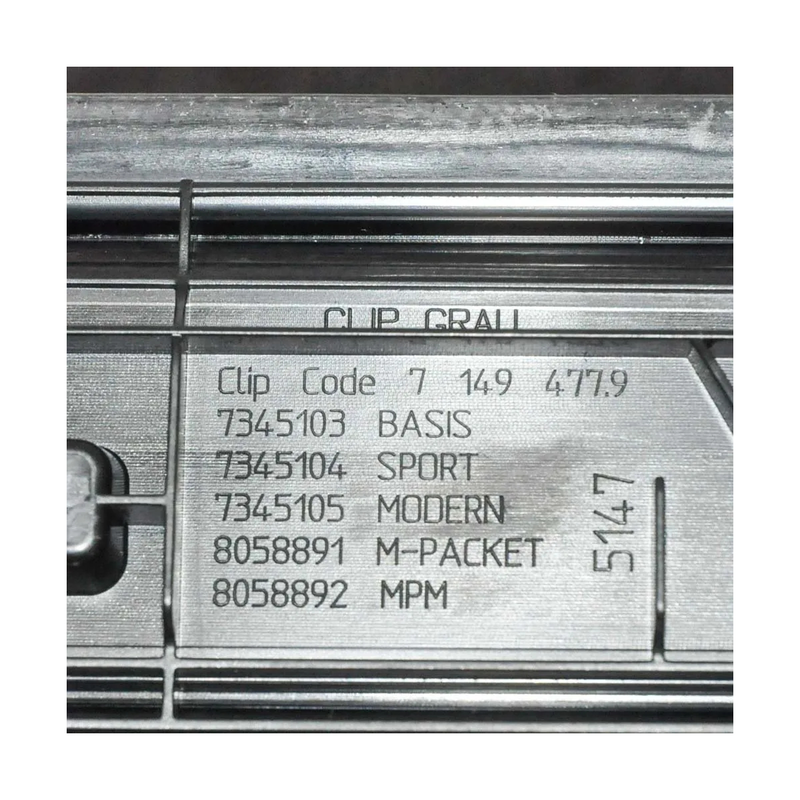 CLIP GRAU
Clip Code 7 149 477.9
7345103 BASIS
7345104 SPORT
7345105 MODERN
8058891 M-PACKET
8058892 MPM
5147